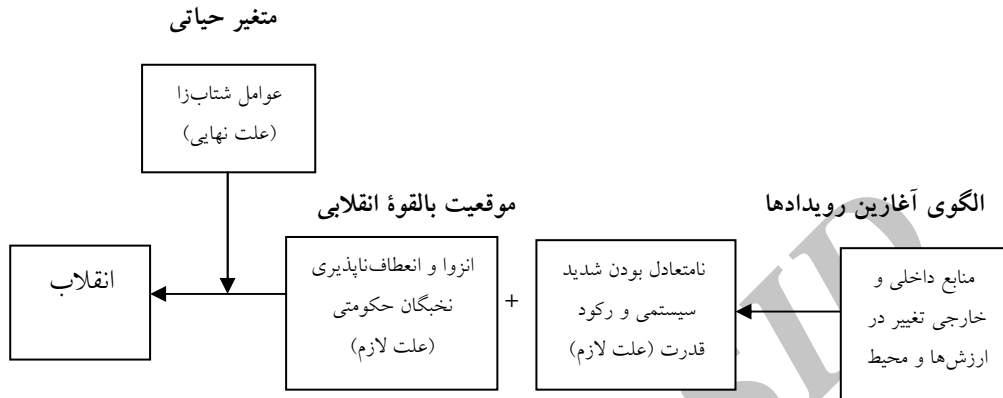 متغیر حیاتی
عوامل شتاب‌زا
(علت نهایی)
الگوی آغازین رویدادها
موقعیت بالقوهٔ انقلابی
منابع داخلی و
خارجی تغییر در
ارزش‌ها و محیط
نامتعادل بودن شدید
سیستمی و رکود
قدرت (علت لازم)
+
انزوا و انعطاف‌ناپذیری
نخبگان حکومتی
(علت لازم)
انقلاب
SID